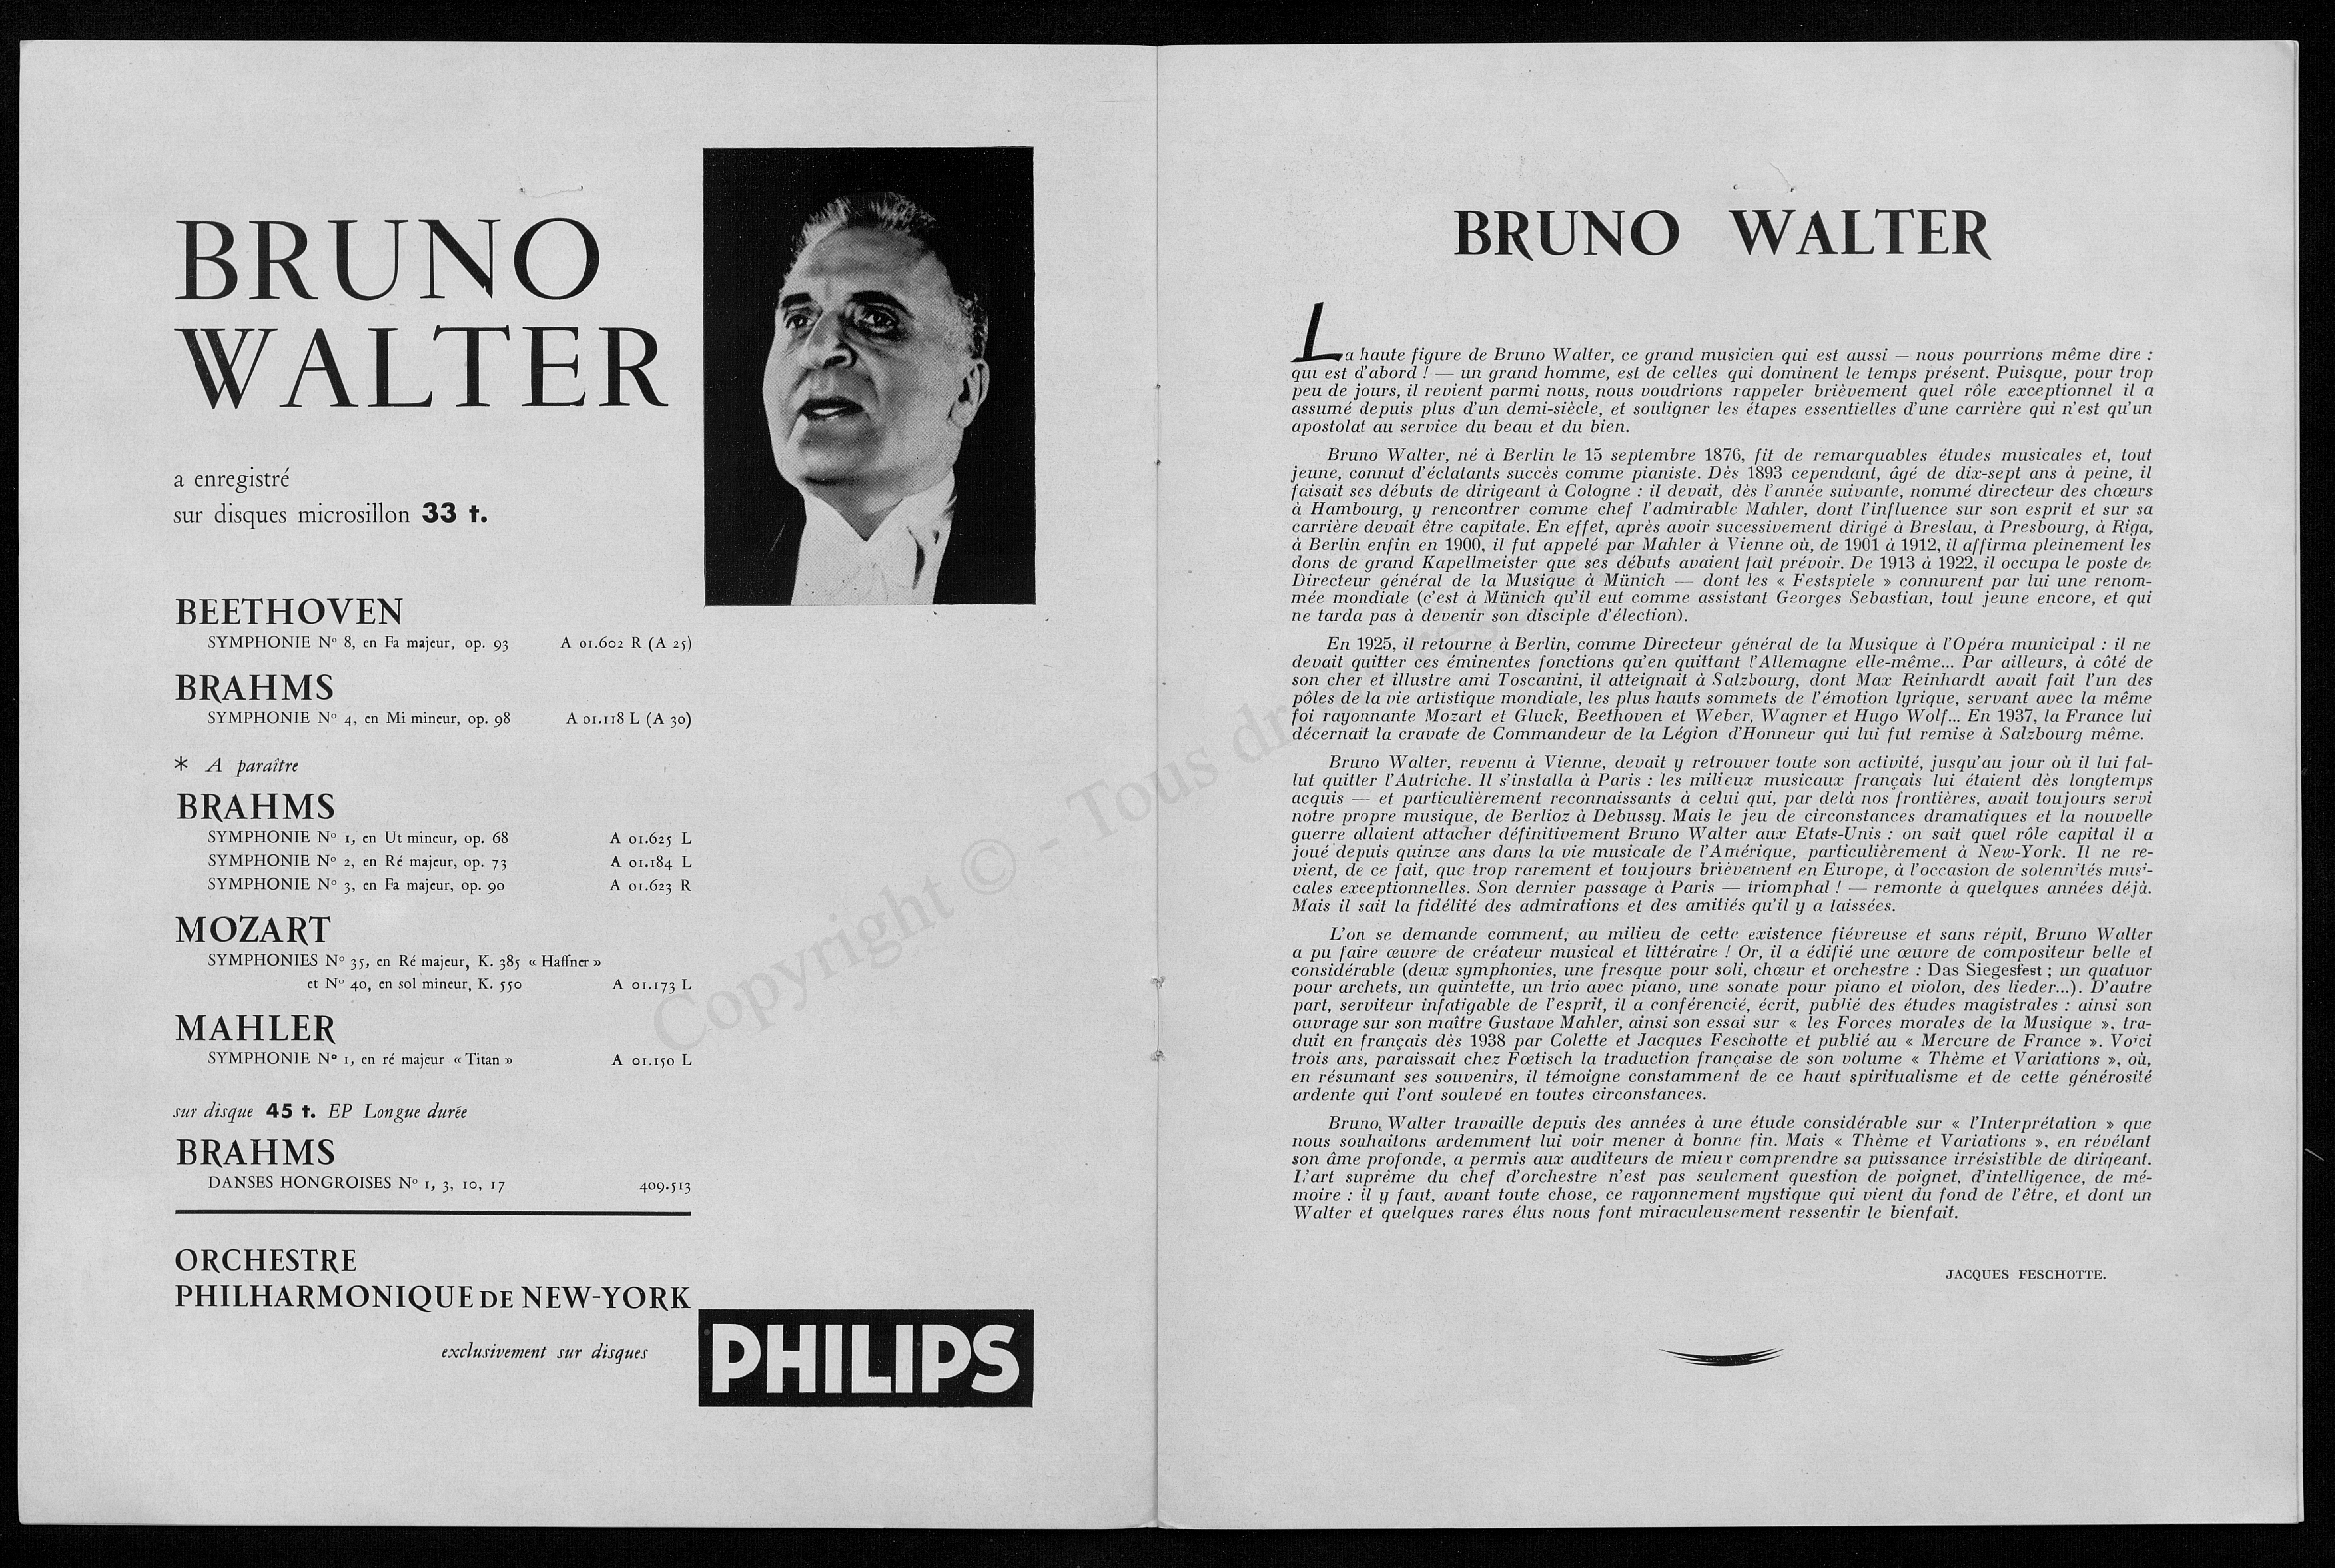 BRUNO
WALTER
a enregistré
sur disques microsillon 33 t.
BEETHOVEN
SYMPHONIE Nº 8, en Fa majeur, op. 93 A 01.602 R (A 25)
BRAHMS
SYMPHONIE Nº 4, en Mi mineur, op. 98 A 01.118 L (A 30)
* A paraître
BRAHMS
SYMPHONIE Nº 1, en Ut mineur, op. 68 A 01.625 L
SYMPHONIE Nº 2, en Ré majeur, op. 73 A 01.184 L
SYMPHONIE Nº 3, en Fa majeur, op. 90 A 01.623 R
MOZART
SYMPHONIES Nº 35, en Ré majeur, K. 385 « Haffner »
et Nº 40, en sol mineur, K. 550 A 01.173 L
MAHLER
SYMPHONIE Nº 1, en ré majeur « Titan » A 01.150 L
sur disque 45 t. EP Longue durée
BRAHMS
DANSES HONGROISES Nº 1, 3, 10, 17 409.513
ORCHESTRE
PHILHARMONIQUE DE NEW-YORK
exclusivement sur disques
PHILIPS
BRUNO WALTER
La haute figure de Bruno Walter, ce grand musicien qui est aussi — nous pourrions même dire :
qui est d'abord ! — un grand homme, est de celles qui dominent le temps présent. Puisque, pour trop
peu de jours, il revient parmi nous, nous voudrions rappeler brièvement quel rôle exceptionnel il a
assumé depuis plus d'un demi-siècle, et souligner les étapes essentielles d'une carrière qui n'est qu'un
apostolat au service du beau et du bien.
Bruno Walter, né à Berlin le 15 septembre 1876, fit de remarquables études musicales et, tout
jeune, connut d'éclatants succès comme pianiste. Dès 1893 cependant, âgé de dix-sept ans à peine, il
faisait ses débuts de dirigeant à Cologne : il devait, dès l'année suivante, nommé directeur des chœurs
à Hambourg, y rencontrer comme chef l'admirable Mahler, dont l'influence sur son esprit et sur sa
carrière devait être capitale. En effet, après avoir sucessivement dirigé à Breslau, à Presbourg, à Riga,
à Berlin enfin en 1900, il fut appelé par Mahler à Vienne où, de 1901 à 1912, il affirma pleinement les
dons de grand Kapellmeister que ses débuts avaient fait prévoir. De 1913 à 1922, il occupa le poste de
Directeur général de la Musique à Münich — dont les « Festspiele » connurent par lui une renom-
mée mondiale (c'est à Münich qu'il eut comme assistant Georges Sebastian, tout jeune encore, et qui
ne tarda pas à devenir son disciple d'élection).
En 1925, il retourne à Berlin, comme Directeur général de la Musique à l'Opéra municipal : il ne
devait quitter ces éminentes fonctions qu'en quittant l'Allemagne elle-même... Par ailleurs, à côté de
son cher et illustre ami Toscanini, il atteignait à Salzbourg, dont Max Reinhardt avait fait l'un des
pôles de la vie artistique mondiale, les plus hauts sommets de l'émotion lyrique, servant avec la même
foi rayonnante Mozart et Gluck, Beethoven et Weber, Wagner et Hugo Wolf... En 1937, la France lui
décernait la cravate de Commandeur de la Légion d'Honneur qui lui fut remise à Salzbourg même.
Bruno Walter, revenu à Vienne, devait y retrouver toute son activité, jusqu'au jour où il lui fal-
lut quitter l'Autriche. Il s'installa à Paris : les milieux musicaux français lui étaient dès longtemps
acquis — et particulièrement reconnaissants à celui qui, par delà nos frontières, avait toujours servi
notre propre musique, de Berlioz à Debussy. Mais le jeu de circonstances dramatiques et la nouvelle
guerre allaient attacher définitivement Bruno Walter aux Etats-Unis : on sait quel rôle capital il a
joué depuis quinze ans dans la vie musicale de l'Amérique, particulièrement à New-York. Il ne re-
vient, de ce fait, que trop rarement et toujours brièvement en Europe, à l'occasion de solennités musi-
cales exceptionnelles. Son dernier passage à Paris — triomphal ! — remonte à quelques années déjà.
Mais il sait la fidélité des admirations et des amitiés qu'il y a laissées.
L'on se demande comment, au milieu de cette existence fiévreuse et sans répit, Bruno Walter
a pu faire œuvre de créateur musical et littéraire ! Or, il a édifié une œuvre de compositeur belle et
considérable (deux symphonies, une fresque pour soli, chœur et orchestre : Das Siegesfest ; un quatuor
pour archets, un quintette, un trio avec piano, une sonate pour piano et violon, des lieder...). D'autre
part, serviteur infatigable de l'esprit, il a conférencié, écrit, publié des études magistrales : ainsi son
ouvrage sur son maître Gustave Mahler, ainsi son essai sur « les Forces morales de la Musique », tra-
duit en français dès 1938 par Colette et Jacques Feschotte et publié au « Mercure de France ». Voici
trois ans, paraissait chez Fœtisch la traduction française de son volume « Thème et Variations », où,
en résumant ses souvenirs, il témoigne constamment de ce haut spiritualisme et de cette générosité
ardente qui l'ont soulevé en toutes circonstances.
Bruno Walter travaille depuis des années à une étude considérable sur « l'Interprétation » que
nous souhaitons ardemment lui voir mener à bonne fin. Mais « Thème et Variations », en révélant
son âme profonde, a permis aux auditeurs de mieux comprendre sa puissance irrésistible de dirigeant.
L'art suprême du chef d'orchestre n'est pas seulement question de poignet, d'intelligence, de mé-
moire : il y faut, avant toute chose, ce rayonnement mystique qui vient du fond de l'être, et dont un
Walter et quelques rares élus nous font miraculeusement ressentir le bienfait.
JACQUES FESCHOTTE.
Copyright © - Tous